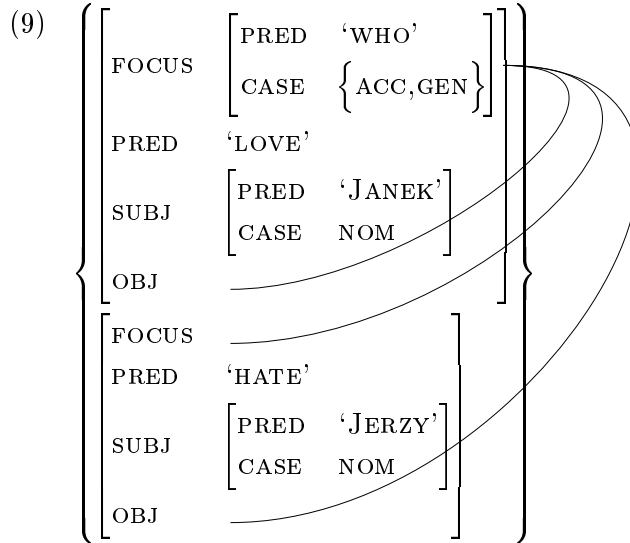 (9)
FOCUS [PRED ‘WHO’
CASE {ACC,GEN}]
PRED ‘LOVE’
SUBJ [PRED ‘JANEK’
CASE NOM]
OBJ
FOCUS
PRED ‘HATE’
SUBJ [PRED ‘JERZY’
CASE NOM]
OBJ